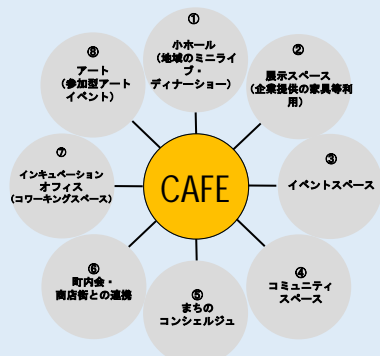 ①
小ホール
(地域のミニライ
ブ・
ディナーショー)
②
展示スペース
(企業提供の家具等利
用)
③
イベントスペース
④
コミュニティ
スペース
⑤
まちの
コンシェルジュ
⑥
町内会・
商店街との連携
⑦
インキュベーション
オフィス
(コワーキングスペース)
⑧
アート
(参加型アート
イベント)
CAFE